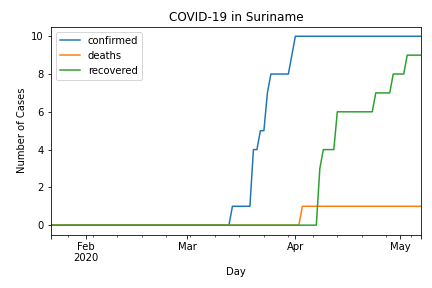 COVID-19 in Suriname
confirmed
deaths
recovered
Number of Cases
10
8
6
4
2
0
Feb
2020
Mar
Apr
May
Day